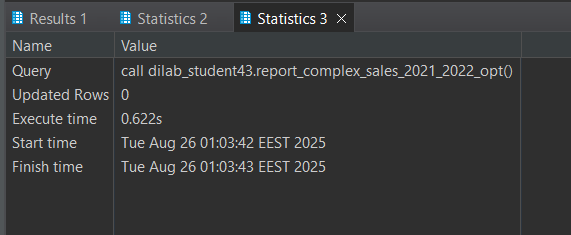 Results 1 Statistics 2 Statistics 3
Name Value
Query call dilab_student43.report_complex_sales_2021_2022_opt()
Updated Rows 0
Execute time 0.622s
Start time Tue Aug 26 01:03:42 EEST 2025
Finish time Tue Aug 26 01:03:43 EEST 2025